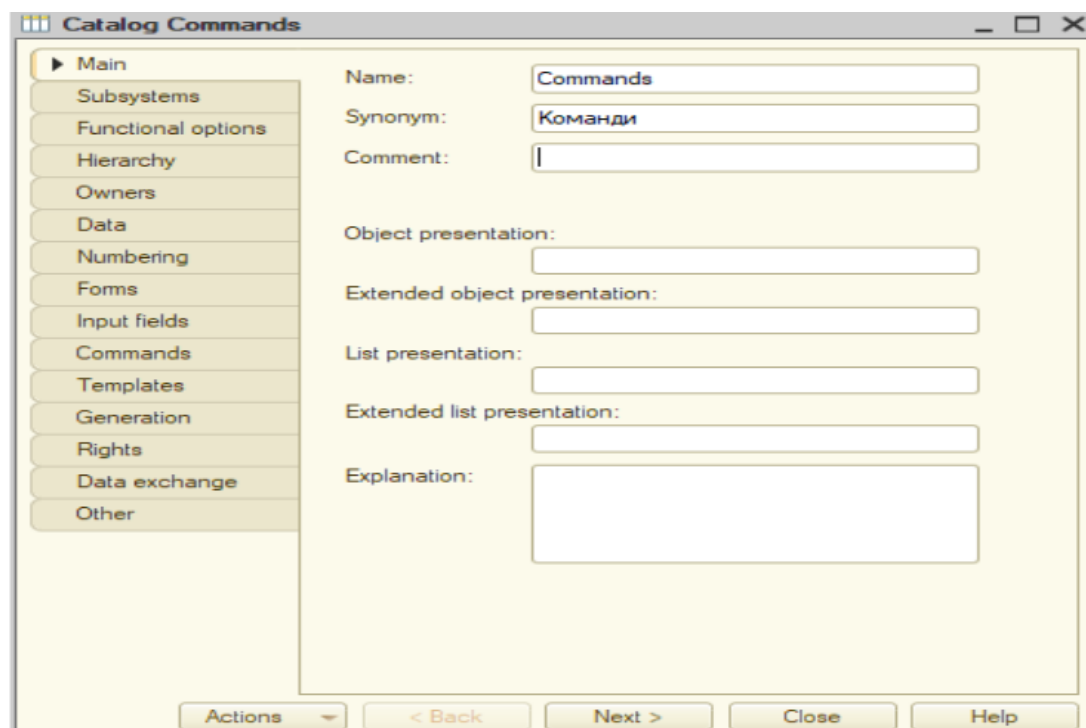 Catalog Commands
Main
Subsystems
Functional options
Hierarchy
Owners
Data
Numbering
Forms
Input fields
Commands
Templates
Generation
Rights
Data exchange
Other
Name: Commands
Synonym: Команди
Comment:
Object presentation:
Extended object presentation:
List presentation:
Extended list presentation:
Explanation:
Actions < Back Next > Close Help